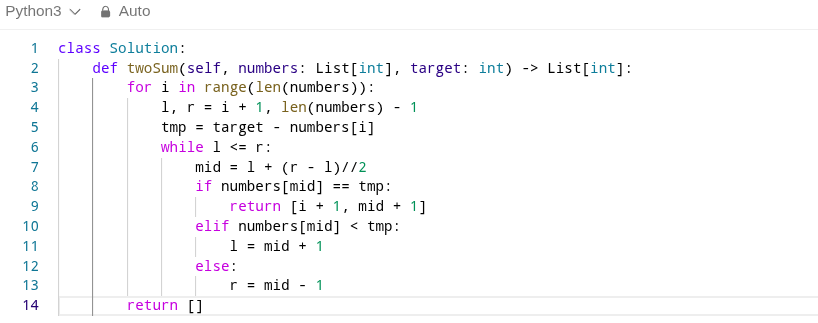 Python3 Auto
1 class Solution:
2     def twoSum(self, numbers: List[int], target: int) -> List[int]:
3         for i in range(len(numbers)):
4             l, r = i + 1, len(numbers) - 1
5             tmp = target - numbers[i]
6             while l <= r:
7                 mid = l + (r - l)//2
8                 if numbers[mid] == tmp:
9                     return [i + 1, mid + 1]
10                 elif numbers[mid] < tmp:
11                     l = mid + 1
12                 else:
13                     r = mid - 1
14         return []